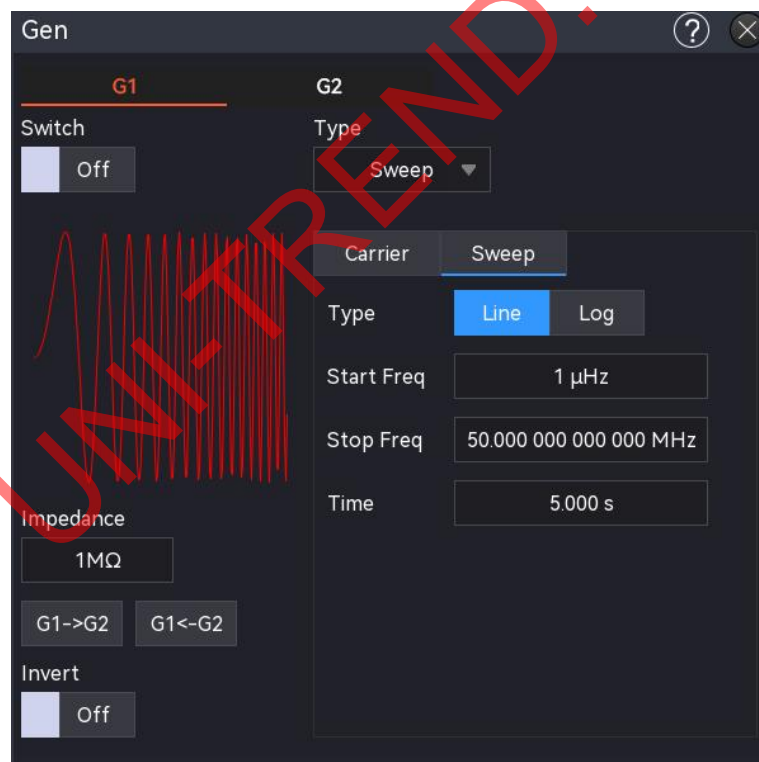 Gen
?
G1 G2
Switch Type
Off Sweep
Carrier Sweep
Type Line Log
Start Freq 1 μHz
Stop Freq 50.000 000 000 000 MHz
Time 5.000 s
Impedance
1MΩ
G1->G2 G1<-G2
Invert
Off
UNI-TREND.